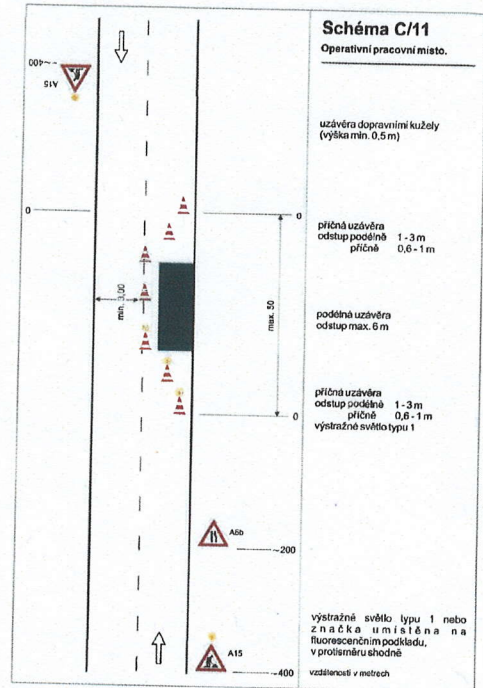 Schéma C/11
Operativní pracovní místo.
~400
A15
uzávěra dopravními kužely
(výška min. 0,5 m)
0
0
příčná uzávěra
odstup podélně 1 - 3 m
příčně 0,6 - 1 m
min. 3,00
max. 50
podélná uzávěra
odstup max. 6 m
příčná uzávěra
odstup podélně 1 - 3 m
příčně 0,6 - 1 m
výstražné světlo typu 1
0
A6b
~200
výstražné světlo typu 1 nebo
značka umístěna na
fluorescenčním podkladu,
v protisměru shodně
A15
~400
vzdálenosti v metrech